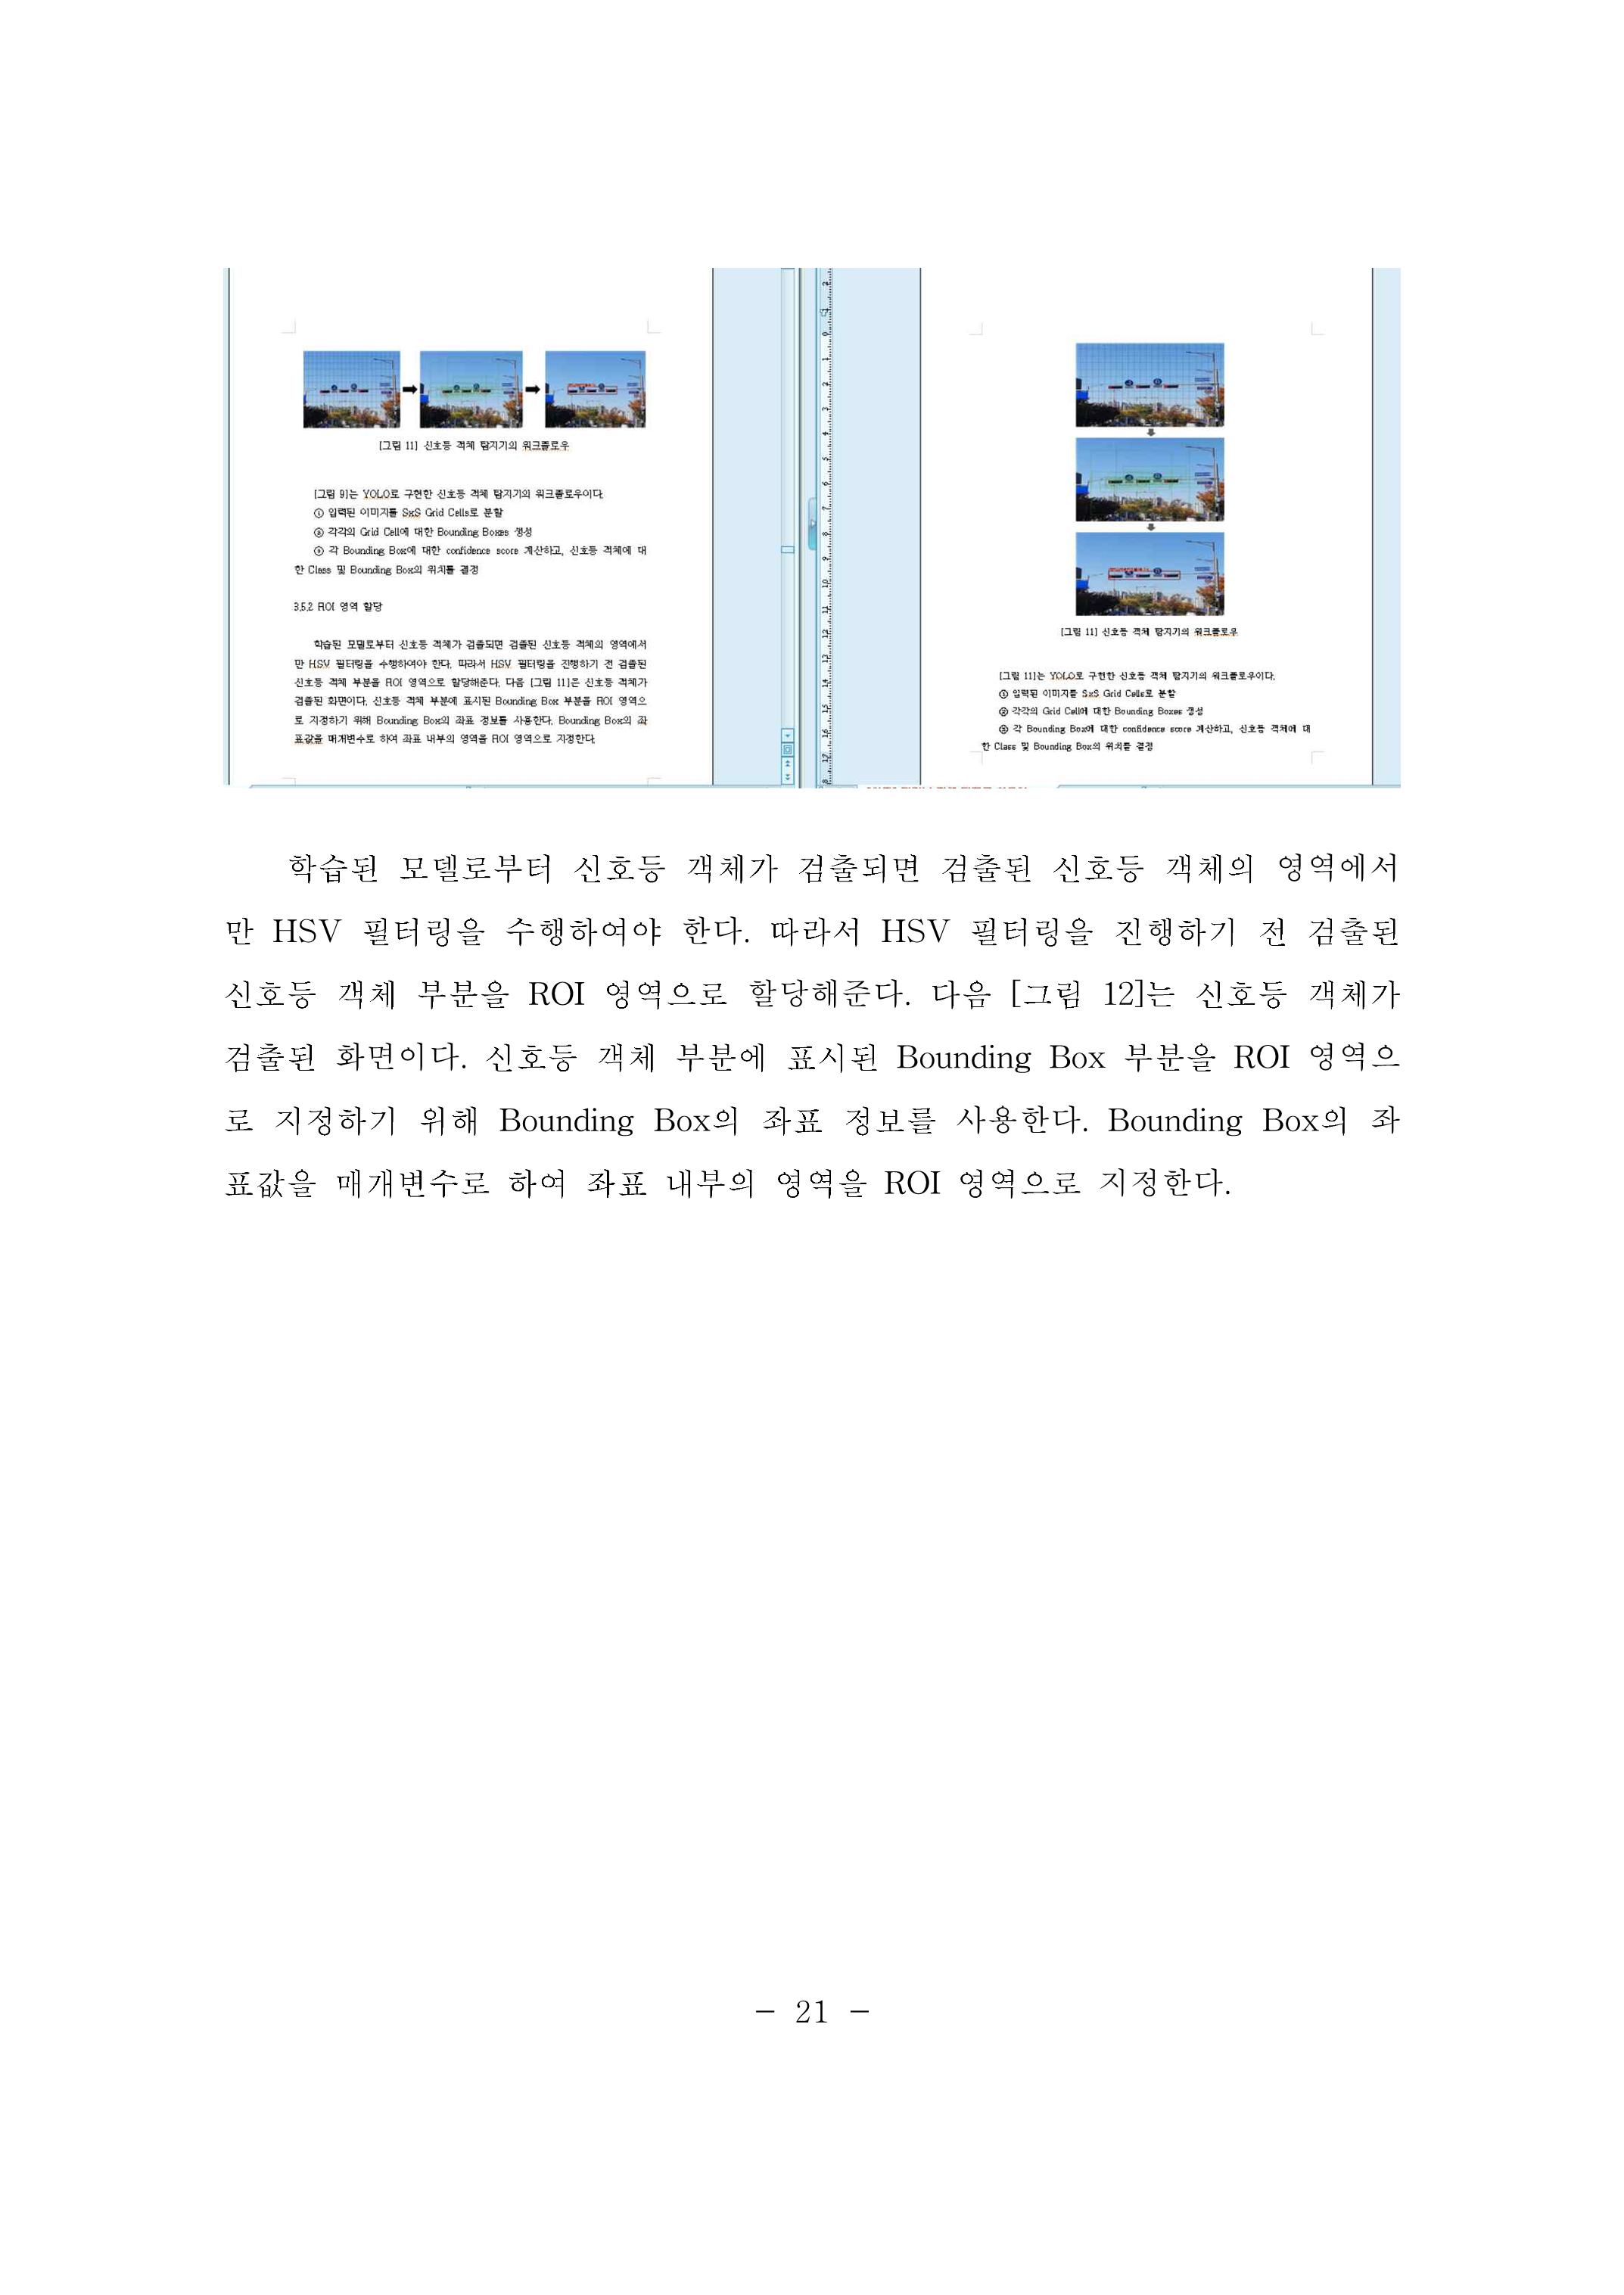 [그림 11] 신호등 객체 탐지기의 워크플로우
[그림 9]는 YOLO로 구현한 신호등 객체 탐지기의 워크플로우이다.
① 입력된 이미지를 SxS Grid Cells로 분할
② 각각의 Grid Cell에 대한 Bounding Boxes 생성
③ 각 Bounding Box에 대한 confidence score 계산하고, 신호등 객체에 대
한 Class 및 Bounding Box의 위치를 결정
3.5.2 ROI 영역 할당
학습된 모델로부터 신호등 객체가 검출되면 검출된 신호등 객체의 영역에서
만 HSV 필터링을 수행하여야 한다. 따라서 HSV 필터링을 진행하기 전 검출된
신호등 객체 부분을 ROI 영역으로 할당해준다. 다음 [그림 11]은 신호등 객체가
검출된 화면이다. 신호등 객체 부분에 표시된 Bounding Box 부분을 ROI 영역으
로 지정하기 위해 Bounding Box의 좌표 정보를 사용한다. Bounding Box의 좌
표값을 매개변수로 하여 좌표 내부의 영역을 ROI 영역으로 지정한다.
[그림 11] 신호등 객체 탐지기의 워크플로우
[그림 11]는 YOLO로 구현한 신호등 객체 탐지기의 워크플로우이다.
① 입력된 이미지를 SxS Grid Cells로 분할
② 각각의 Grid Cell에 대한 Bounding Boxes 생성
③ 각 Bounding Box에 대한 confidence score 계산하고, 신호등 객체에 대
한 Class 및 Bounding Box의 위치를 결정
학습된 모델로부터 신호등 객체가 검출되면 검출된 신호등 객체의 영역에서
만 HSV 필터링을 수행하여야 한다. 따라서 HSV 필터링을 진행하기 전 검출된
신호등 객체 부분을 ROI 영역으로 할당해준다. 다음 [그림 12]는 신호등 객체가
검출된 화면이다. 신호등 객체 부분에 표시된 Bounding Box 부분을 ROI 영역으
로 지정하기 위해 Bounding Box의 좌표 정보를 사용한다. Bounding Box의 좌
표값을 매개변수로 하여 좌표 내부의 영역을 ROI 영역으로 지정한다.
- 21 -